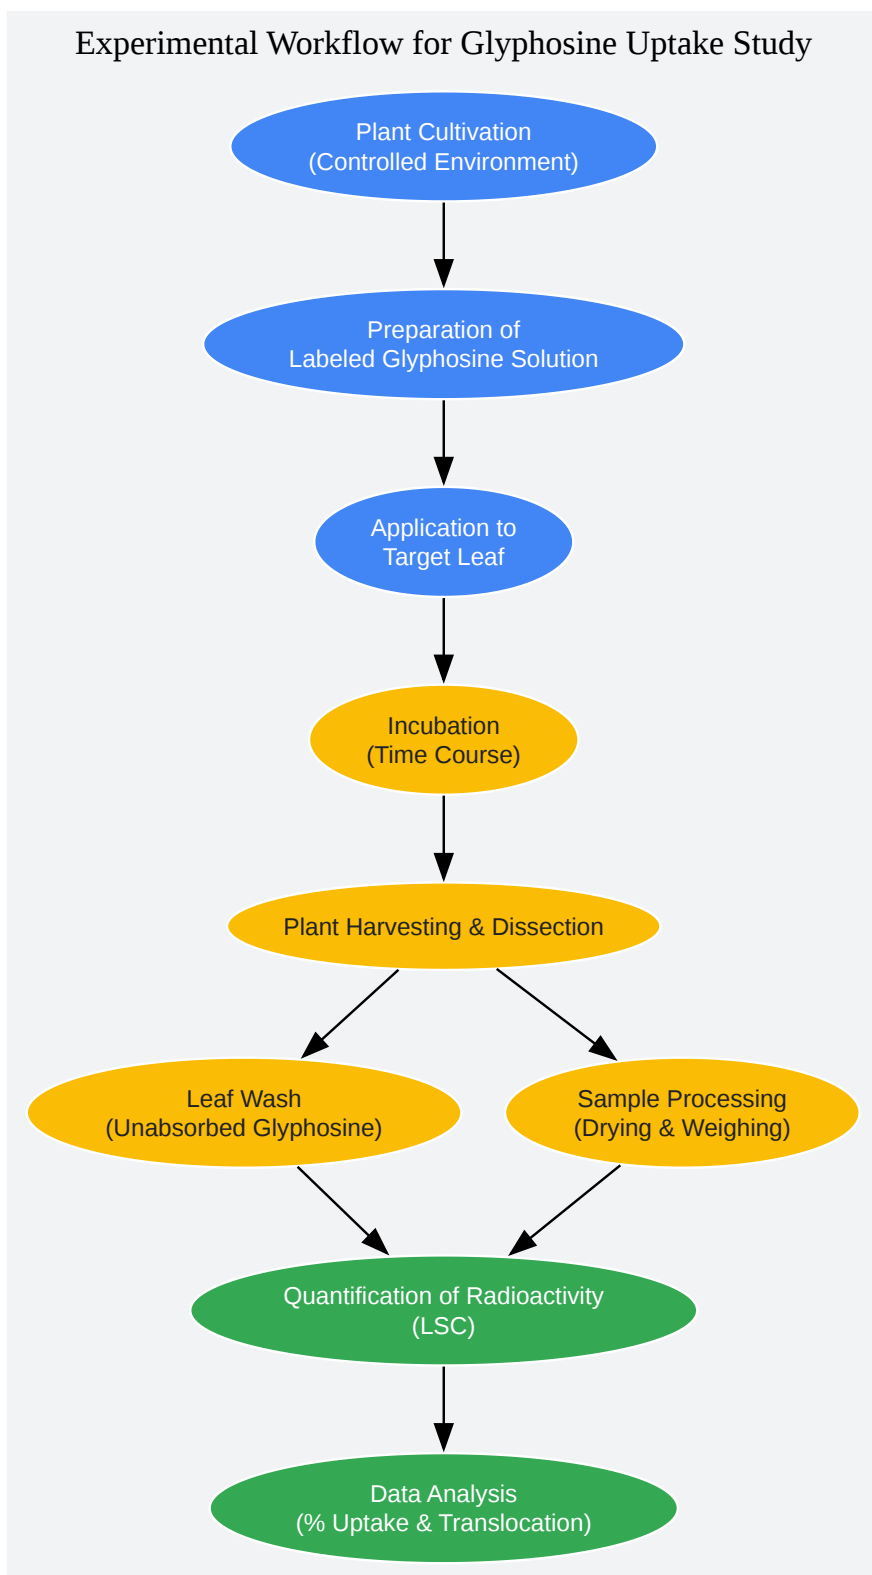 Experimental Workflow for Glyphosine Uptake Study
Plant Cultivation
(Controlled Environment)
Preparation of
Labeled Glyphosine Solution
Application to
Target Leaf
Incubation
(Time Course)
Plant Harvesting & Dissection
Leaf Wash
(Unabsorbed Glyphosine)
Sample Processing
(Drying & Weighing)
Quantification of Radioactivity
(LSC)
Data Analysis
(% Uptake & Translocation)